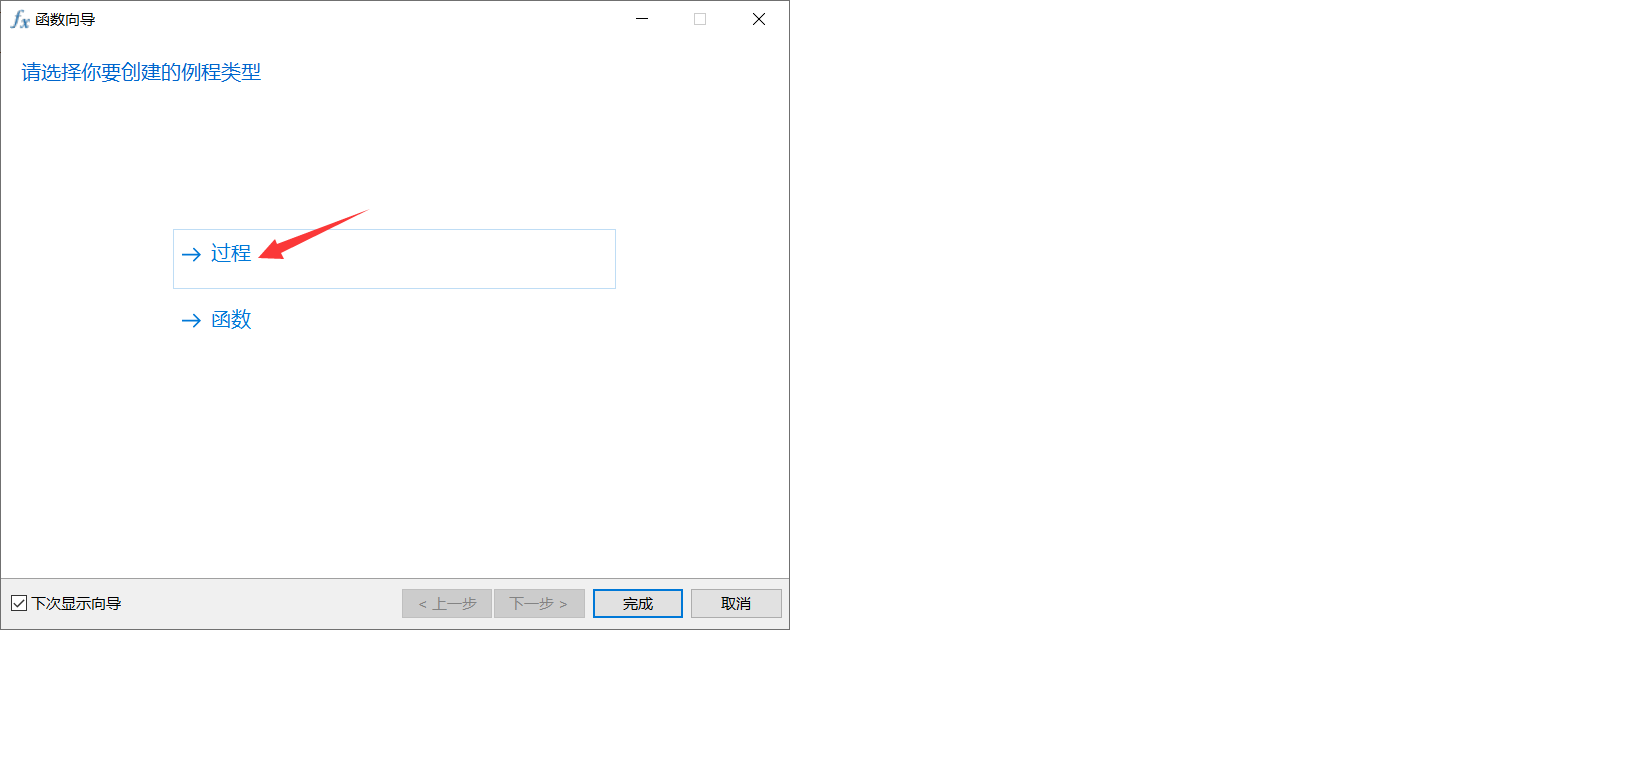 fx 函数向导
请选择你要创建的例程类型
→ 过程
→ 函数
下次显示向导
< 上一步 下一步 > 完成 取消